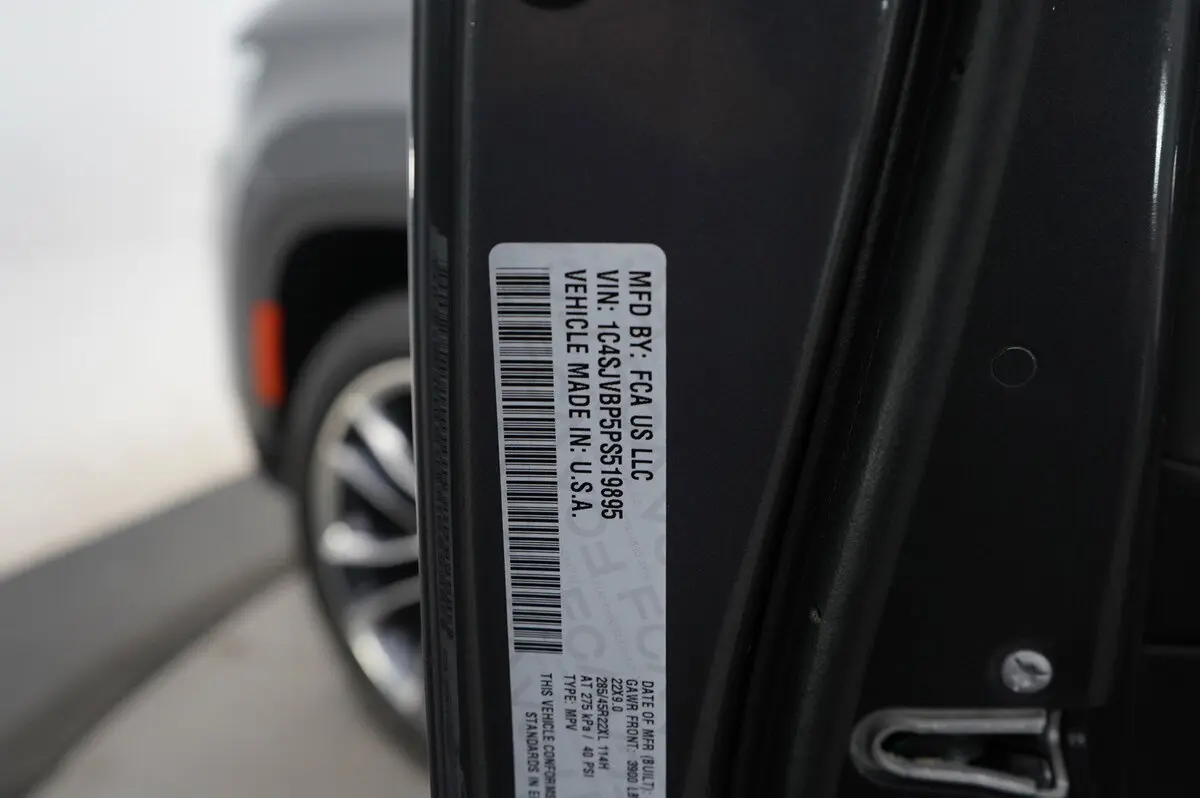 MFD BY: FCA US LLC
VIN: 1C4SJVBP5PS519895
VEHICLE MADE IN: U.S.A.
DATE OF MFR (BUILT):
GAWR FRONT: 3900 LB
22X9.0
285/45R22XL 114H
AT 275 kPa / 40 PSI
TYPE: MPV
THIS VEHICLE CONFORMS
STANDARDS IN